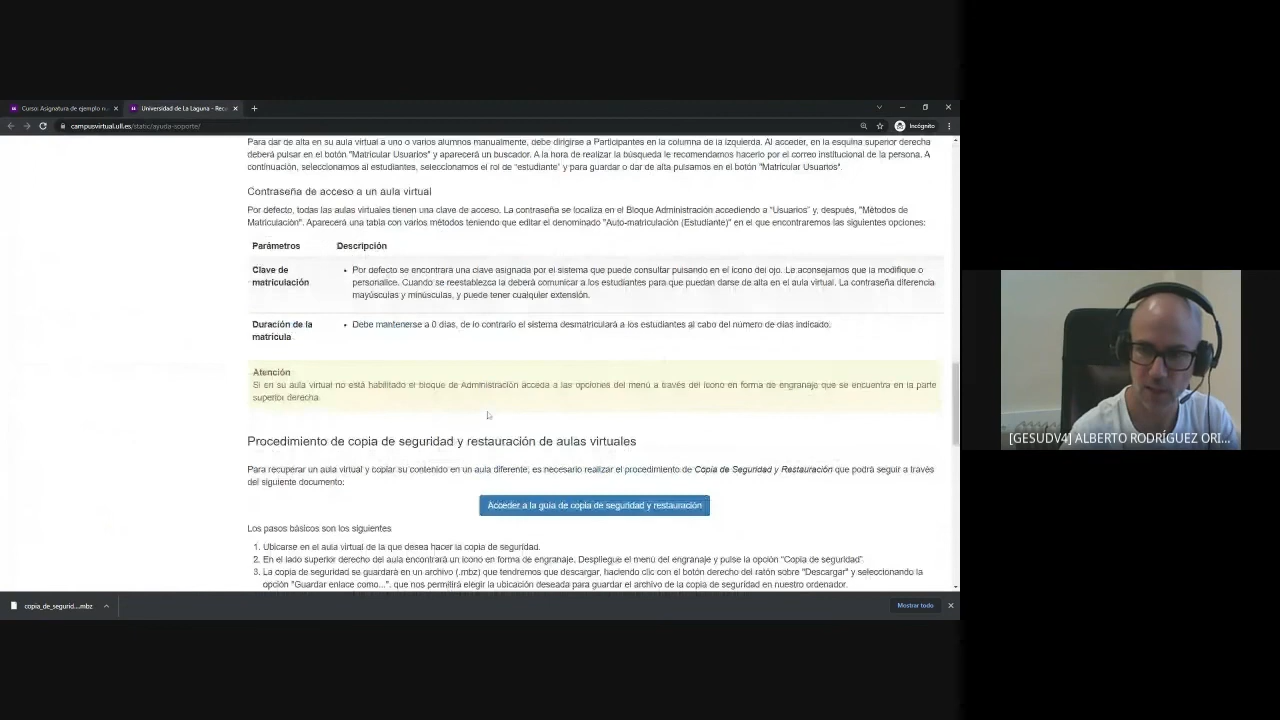 Curso: Asignatura de ejemplo n
Universidad de La Laguna - Rec
campusvirtual.ull.es/static/ayuda-soporte/
Incógnito
Para dar de alta en su aula virtual a uno o varios alumnos manualmente, debe dirigirse a Participantes en la columna de la izquierda. Al acceder, en la esquina superior derecha
deberá pulsar en el botón "Matricular Usuarios" y aparecerá un buscador. A la hora de realizar la búsqueda le recomendamos hacerlo por el correo institucional de la persona. A
continuación, seleccionamos al estudiantes, seleccionamos el rol de "estudiante" y para guardar o dar de alta pulsamos en el botón "Matricular Usuarios".
Contraseña de acceso a un aula virtual
Por defecto, todas las aulas virtuales tienen una clave de acceso. La contraseña se localiza en el Bloque Administración accediendo a "Usuarios" y, después, "Métodos de
Matriculación". Aparecerá una tabla con varios métodos teniendo que editar el denominado "Auto-matriculación (Estudiante)" en el que encontraremos las siguientes opciones:
Parámetros Descripción
Clave de matriculación
• Por defecto se encontrara una clave asignada por el sistema que puede consultar pulsando en el ícono del ojo. Le aconsejamos que la modifique o
personalice. Cuando se reestablezca la deberá comunicar a los estudiantes para que puedan darse de alta en el aula virtual. La contraseña diferencia
mayúsculas y minúsculas, y puede tener cualquier extensión.
Duración de la matrícula
• Debe mantenerse a 0 días, de lo contrario el sistema desmatriculará a los estudiantes al cabo del número de días indicado.
Atención
Si en su aula virtual no está habilitado el bloque de Administración acceda a las opciones del menú a través del ícono en forma de engranaje que se encuentra en la parte
superior derecha.
Procedimiento de copia de seguridad y restauración de aulas virtuales
Para recuperar un aula virtual y copiar su contenido en un aula diferente, es necesario realizar el procedimiento de Copia de Seguridad y Restauración que podrá seguir a través
del siguiente documento:
Acceder a la guía de copia de seguridad y restauración
Los pasos básicos son los siguientes
1. Ubicarse en el aula virtual de la que desea hacer la copia de seguridad.
2. En el lado superior derecho del aula encontrará un icono en forma de engranaje. Despliegue el menú del engranaje y pulse la opción "Copia de seguridad".
3. La copia de seguridad se guardará en un archivo (.mbz) que tendremos que descargar, haciendo clic con el botón derecho del ratón sobre "Descargar" y seleccionando la
opción "Guardar enlace como...", que nos permitirá elegir la ubicación deseada para guardar el archivo de la copia de seguridad en nuestro ordenador.
copia_de_segurid....mbz
Mostrar todo
[GESUDV4] ALBERTO RODRÍGUEZ ORI...